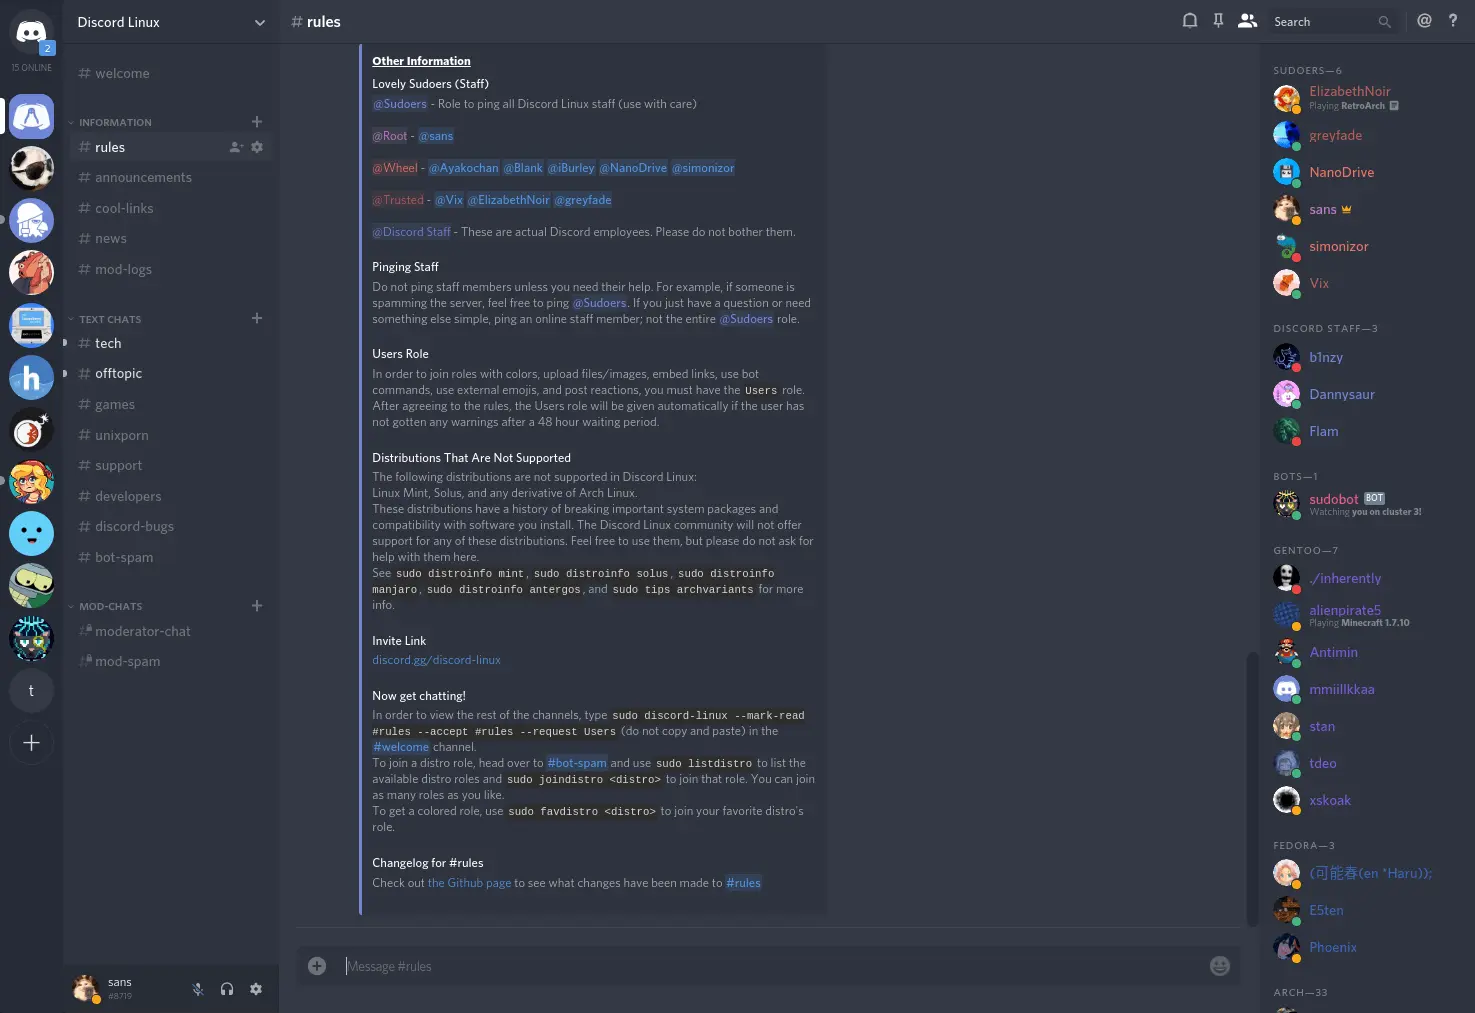 2
15 ONLINE
t
Discord Linux
# welcome
INFORMATION
# rules
# announcements
# cool-links
# news
# mod-logs
TEXT CHATS
# tech
# offtopic
# games
# unixporn
# support
# developers
# discord-bugs
# bot-spam
MOD-CHATS
moderator-chat
mod-spam
sans
#8719
# rules
Search
Other Information
Lovely Sudoers (Staff)
@Sudoers - Role to ping all Discord Linux staff (use with care)
@Root - @sans
@Wheel - @Ayakochan @Blank @iBurley @NanoDrive @simonizor
@Trusted - @Vix @ElizabethNoir @greyfade
@Discord Staff - These are actual Discord employees. Please do not bother them.
Pinging Staff
Do not ping staff members unless you need their help. For example, if someone is
spamming the server, feel free to ping @Sudoers. If you just have a question or need
something else simple, ping an online staff member; not the entire @Sudoers role.
Users Role
In order to join roles with colors, upload files/images, embed links, use bot
commands, use external emojis, and post reactions, you must have the Users role.
After agreeing to the rules, the Users role will be given automatically if the user has
not gotten any warnings after a 48 hour waiting period.
Distributions That Are Not Supported
The following distributions are not supported in Discord Linux:
Linux Mint, Solus, and any derivative of Arch Linux.
These distributions have a history of breaking important system packages and
compatibility with software you install. The Discord Linux community will not offer
support for any of these distributions. Feel free to use them, but please do not ask for
help with them here.
See sudo distroinfo mint, sudo distroinfo solus, sudo distroinfo
manjaro, sudo distroinfo antergos, and sudo tips archvariants for more
info.
Invite Link
discord.gg/discord-linux
Now get chatting!
In order to view the rest of the channels, type sudo discord-linux --mark-read
#rules --accept #rules --request Users (do not copy and paste) in the
#welcome channel.
To join a distro role, head over to #bot-spam and use sudo listdistro to list the
available distro roles and sudo joindistro <distro> to join that role. You can join
as many roles as you like.
To get a colored role, use sudo favdistro <distro> to join your favorite distro's
role.
Changelog for #rules
Check out the Github page to see what changes have been made to #rules
Message #rules
SUDOERS—6
ElizabethNoir
Playing RetroArch
greyfade
NanoDrive
sans
simonizor
Vix
DISCORD STAFF—3
b1nzy
Dannysaur
Flam
BOTS—1
sudobot BOT
Watching you on cluster 3!
GENTOO—7
./inherently
alienpirate5
Playing Minecraft 1.7.10
Antimin
mmiillkkaa
stan
tdeo
xskoak
FEDORA—3
(可能春(en *Haru));
E5ten
Phoenix
ARCH—33